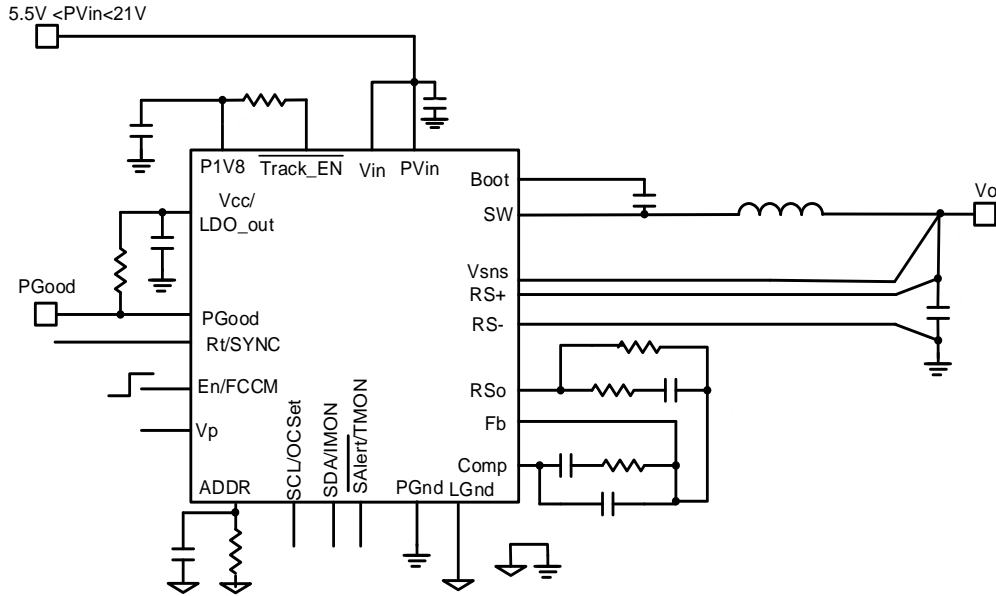 5.5V <PVin<21V
P1V8
Track_EN
Vin
PVin
Boot
Vcc/
LDO_out
SW
Vo
Vsns
RS+
PGood
PGood
RS-
Rt/SYNC
En/FCCM
RSo
Vp
Fb
Comp
ADDR
SCL/OCSet
SDA/IMON
SAlert/TMON
PGnd
LGnd